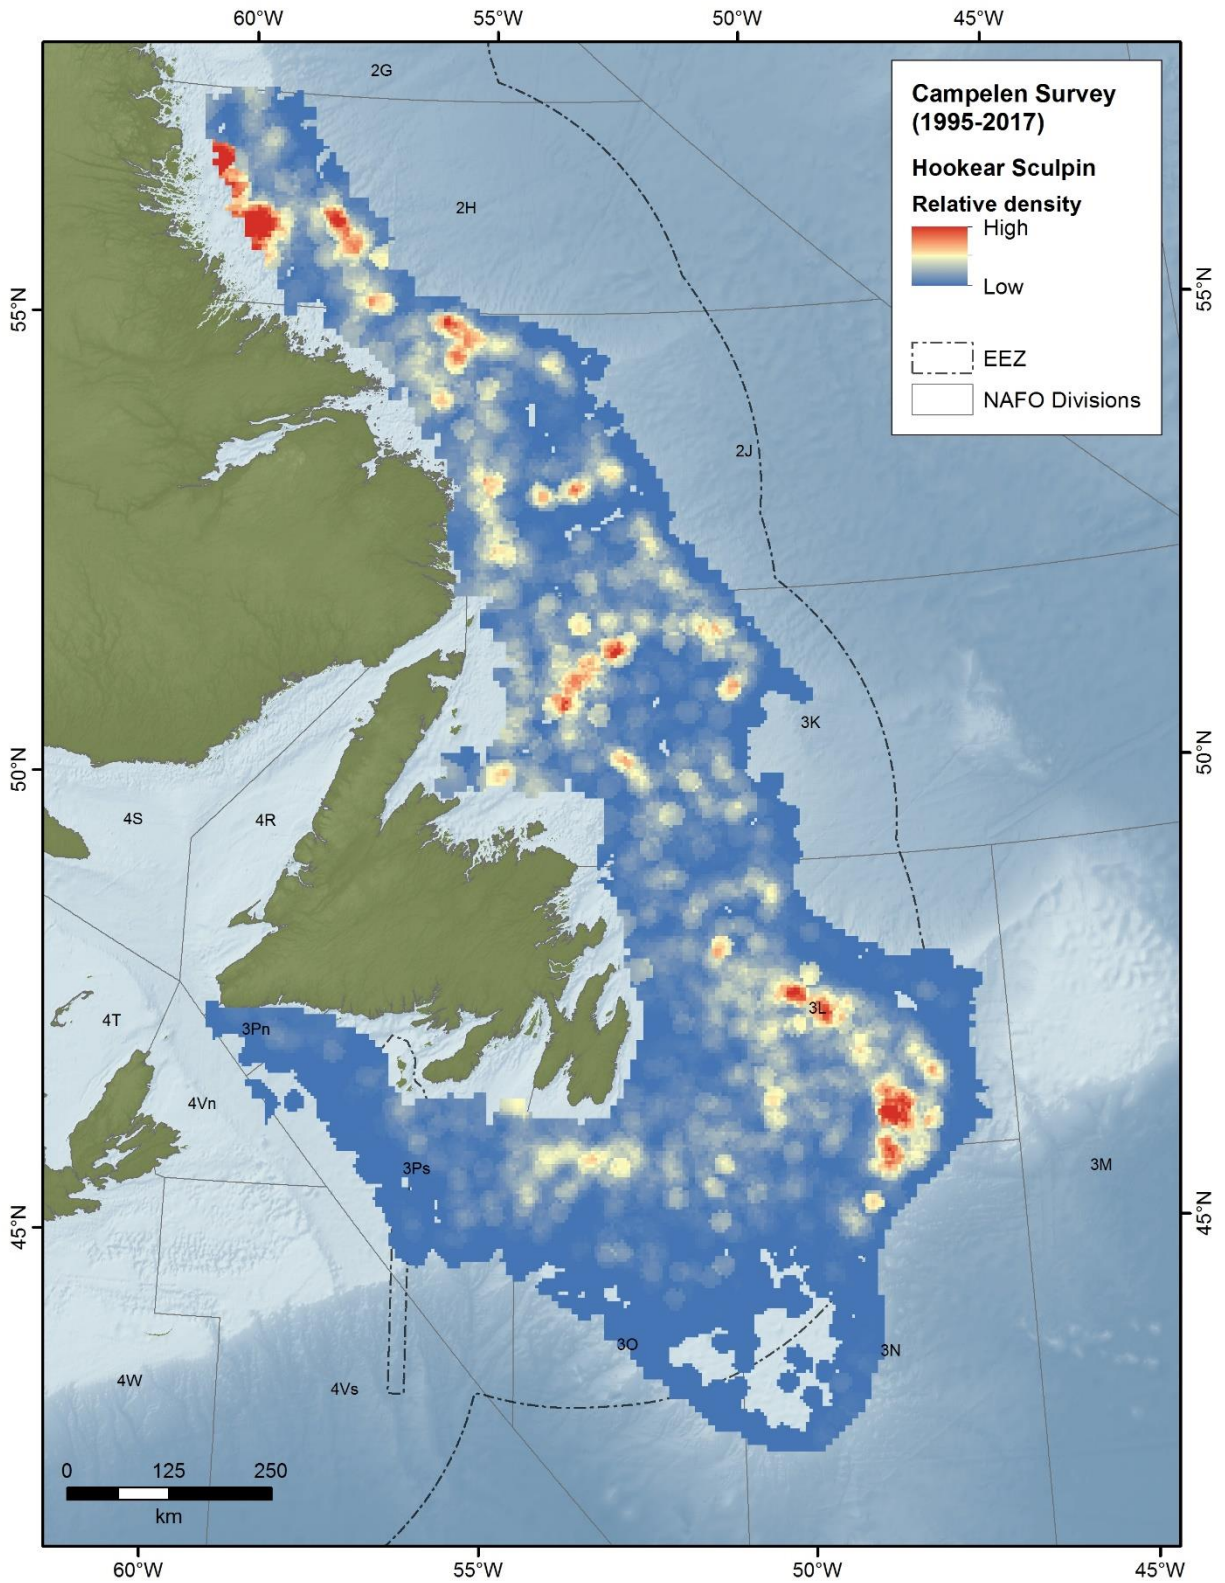 60°W 55°W 50°W 45°W
2G
Campelen Survey
(1995-2017)
Hookear Sculpin
Relative density
High
Low
EEZ
NAFO Divisions
2H
55°N
55°N
2J
3K
50°N
50°N
4S
4R
3L
4T
3Pn
4Vn
3Ps
3M
45°N
45°N
3O
3N
4W
4Vs
0 125 250
km
60°W 55°W 50°W 45°W